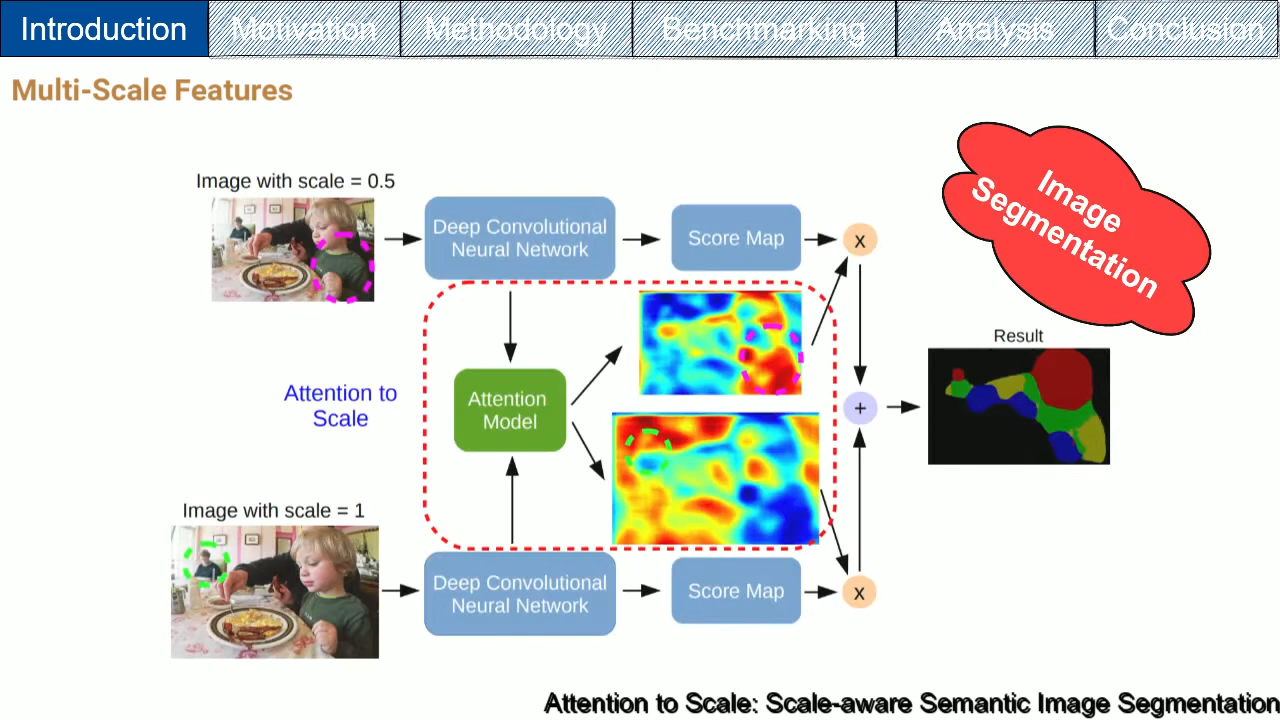 Introduction
Motivation
Methodology
Benchmarking
Analysis
Conclusion
Multi-Scale Features
Image with scale = 0.5
Deep Convolutional
Neural Network
Score Map
x
Image
Segmentation
Attention to
Scale
Attention
Model
+
Result
Image with scale = 1
Deep Convolutional
Neural Network
Score Map
x
Attention to Scale: Scale-aware Semantic Image Segmentation